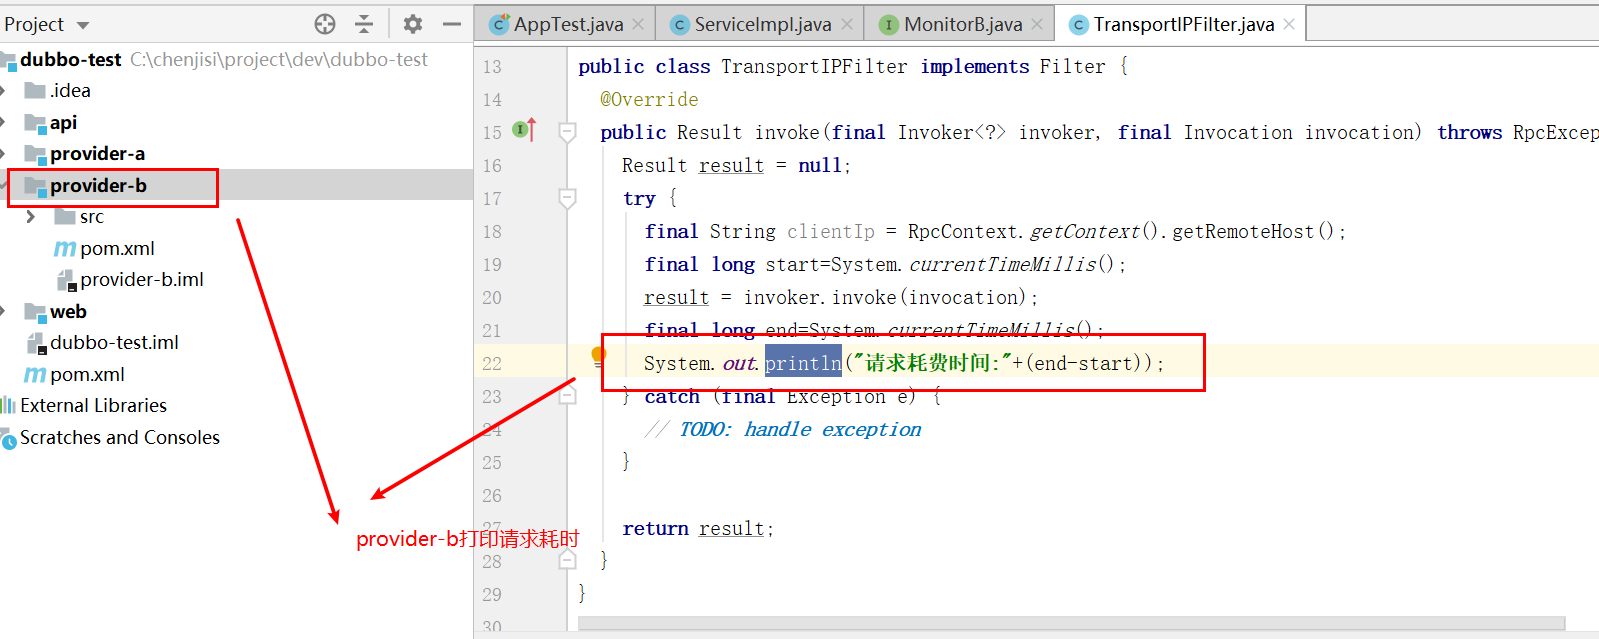 Project
dubbo-test C:\chenjisi\project\dev\dubbo-test
.idea
api
provider-a
provider-b
src
pom.xml
provider-b.iml
web
dubbo-test.iml
pom.xml
External Libraries
Scratches and Consoles
AppTest.java
ServiceImpl.java
MonitorB.java
TransportIPFilter.java
13 public class TransportIPFilter implements Filter {
14 @Override
15 public Result invoke(final Invoker<?> invoker, final Invocation invocation) throws RpcExcep
16 Result result = null;
17 try {
18 final String clientIp = RpcContext.getContext().getRemoteHost();
19 final long start=System.currentTimeMillis();
20 result = invoker.invoke(invocation);
21 final long end=System.currentTimeMillis();
22 System.out.println("请求耗费时间:"+(end-start));
23 } catch (final Exception e) {
24 // TODO: handle exception
25 }
26
27 return result;
28 }
29 }
30
provider-b打印请求耗时